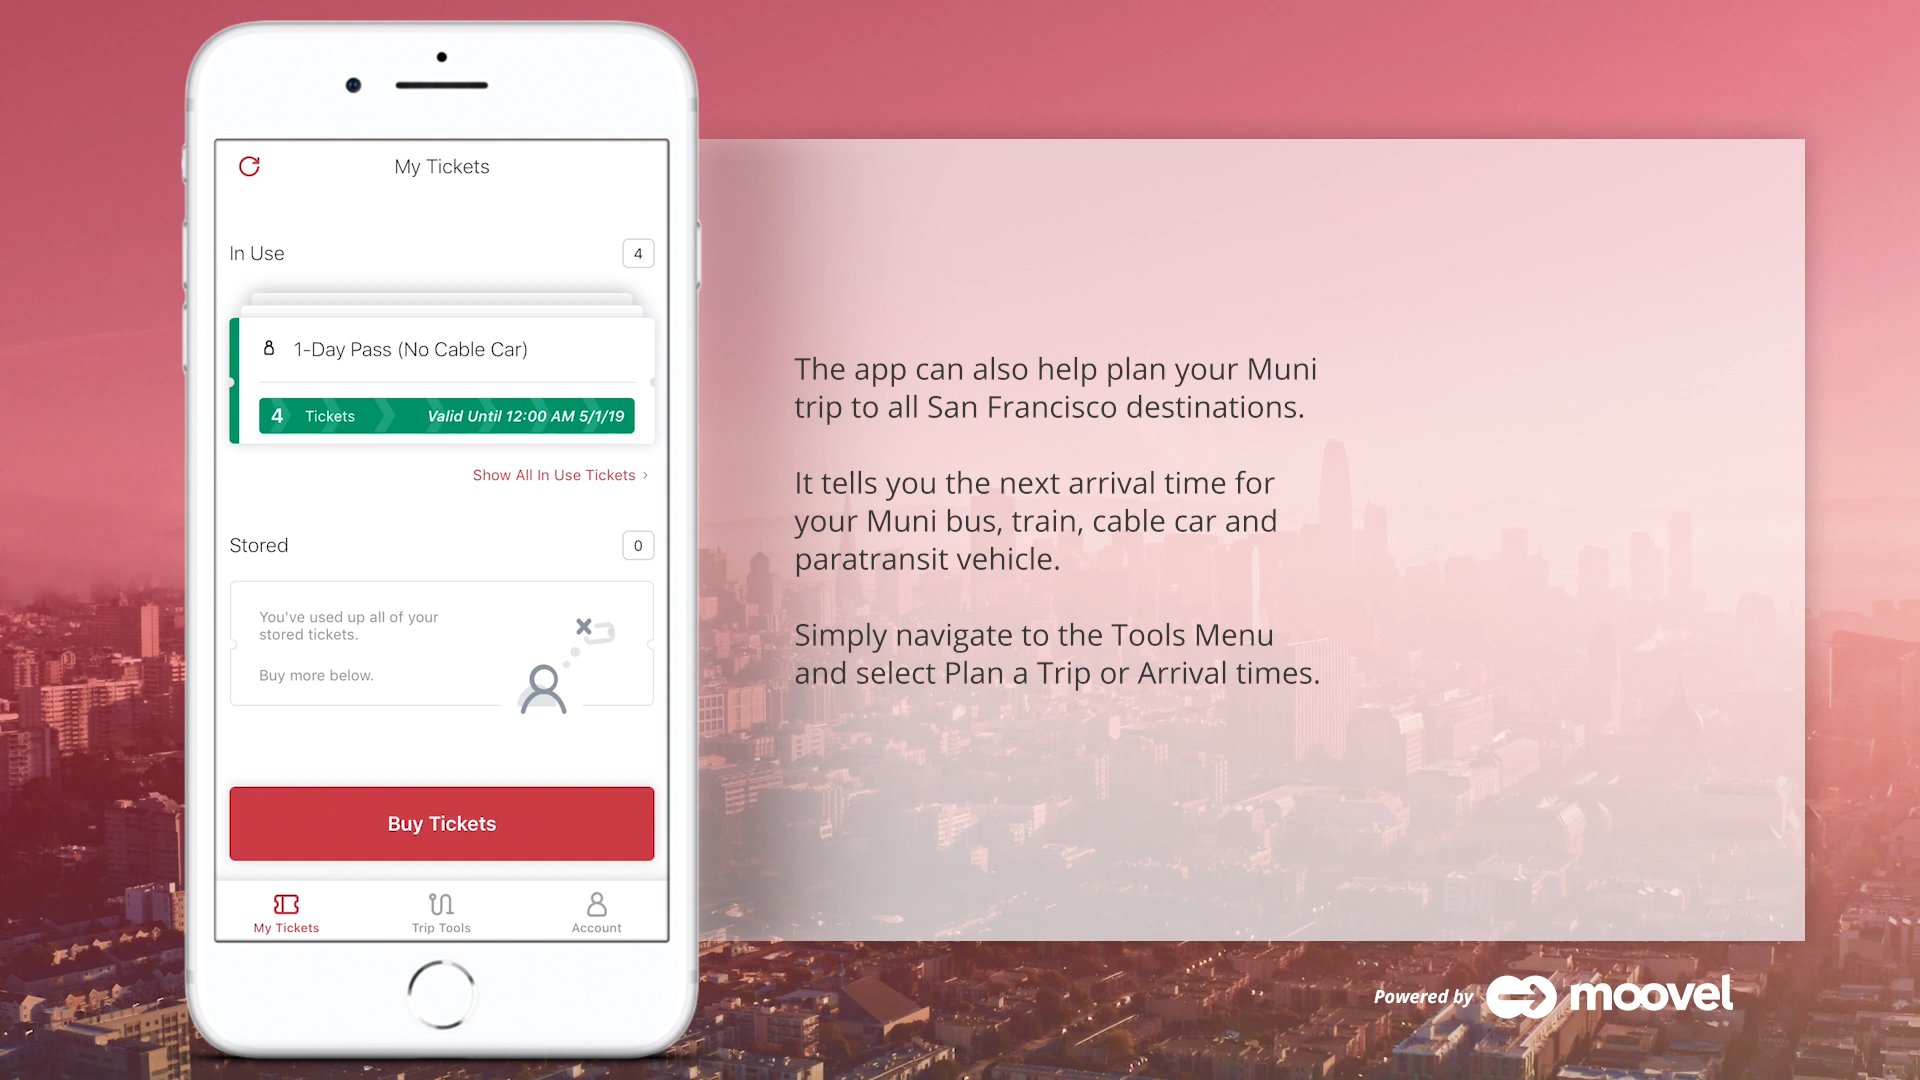 My Tickets
In Use
4
1-Day Pass (No Cable Car)
4 Tickets Valid Until 12:00 AM 5/1/19
Show All In Use Tickets >
Stored
0
You've used up all of your
stored tickets.
Buy more below.
Buy Tickets
My Tickets
Trip Tools
Account
The app can also help plan your Muni
trip to all San Francisco destinations.
It tells you the next arrival time for
your Muni bus, train, cable car and
paratransit vehicle.
Simply navigate to the Tools Menu
and select Plan a Trip or Arrival times.
Powered by moovel